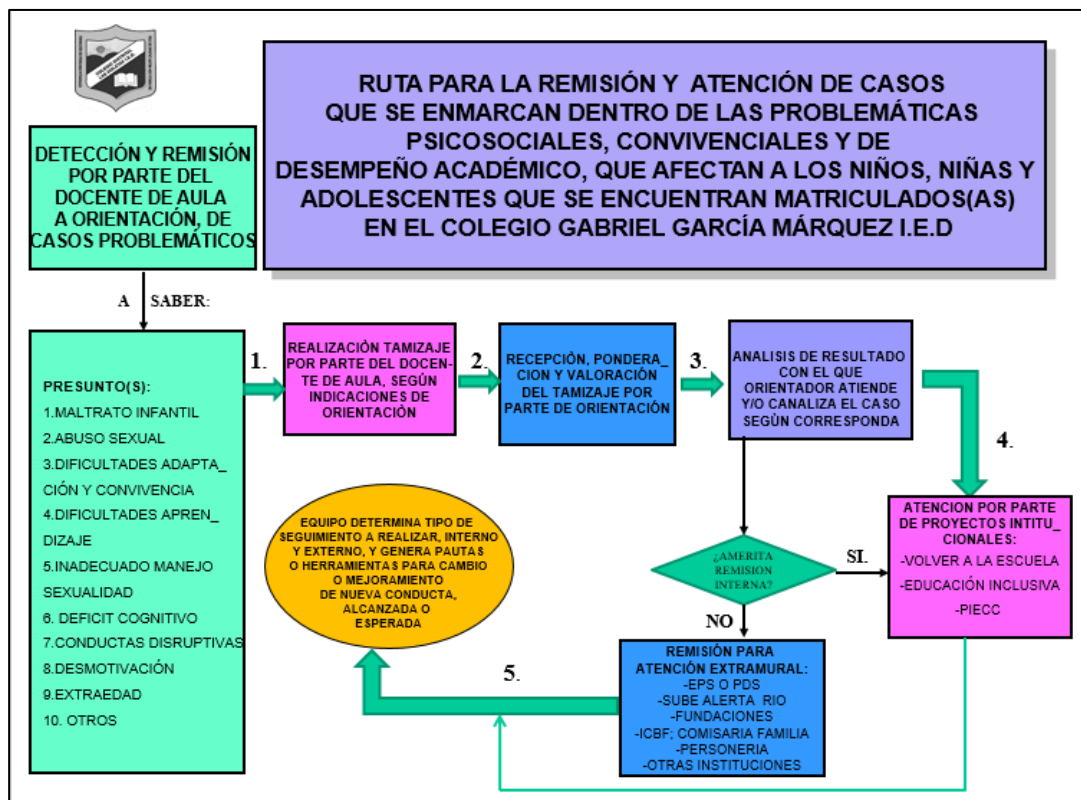 RUTA PARA LA REMISIÓN Y ATENCIÓN DE CASOS
QUE SE ENMARCAN DENTRO DE LAS PROBLEMÁTICAS
PSICOSOCIALES, CONVIVENCIALES Y DE
DESEMPEÑO ACADÉMICO, QUE AFECTAN A LOS NIÑOS, NIÑAS Y
ADOLESCENTES QUE SE ENCUENTRAN MATRICULADOS(AS)
EN EL COLEGIO GABRIEL GARCÍA MÁRQUEZ I.E.D
DETECCIÓN Y REMISIÓN
POR PARTE DEL
DOCENTE DE AULA
A ORIENTACIÓN, DE
CASOS PROBLEMÁTICOS
A SABER:
PRESUNTO(S):
1.MALTRATO INFANTIL
2.ABUSO SEXUAL
3.DIFICULTADES ADAPTA_
CIÓN Y CONVIVENCIA
4.DIFICULTADES APREN_
DIZAJE
5.INADECUADO MANEJO
SEXUALIDAD
6. DEFICIT COGNITIVO
7.CONDUCTAS DISRUPTIVAS
8.DESMOTIVACIÓN
9.EXTRAEDAD
10. OTROS
1.
REALIZACIÓN TAMIZAJE
POR PARTE DEL DOCEN-
TE DE AULA, SEGÚN
INDICACIONES DE
ORIENTACIÓN
2.
RECEPCIÓN, PONDERA_
CION Y VALORACIÓN
DEL TAMIZAJE POR
PARTE DE ORIENTACIÓN
3.
ANALISIS DE RESULTADO
CON EL QUE
ORIENTADOR ATIENDE
Y/O CANALIZA EL CASO
SEGÚN CORRESPONDA
4.
ATENCION POR PARTE
DE PROYECTOS INTITU_
CIONALES:
-VOLVER A LA ESCUELA
-EDUCACIÓN INCLUSIVA
-PIECC
¿AMERITA
REMISION
INTERNA?
SI.
NO
REMISIÓN PARA
ATENCIÓN EXTRAMURAL:
-EPS O PDS
-SUBE ALERTA RIO
-FUNDACIONES
-ICBF; COMISARIA FAMILIA
-PERSONERIA
-OTRAS INSTITUCIONES
5.
EQUIPO DETERMINA TIPO DE
SEGUIMIENTO A REALIZAR, INTERNO
Y EXTERNO, Y GENERA PAUTAS
O HERRAMIENTAS PARA CAMBIO
O MEJORAMIENTO
DE NUEVA CONDUCTA,
ALCANZADA O
ESPERADA